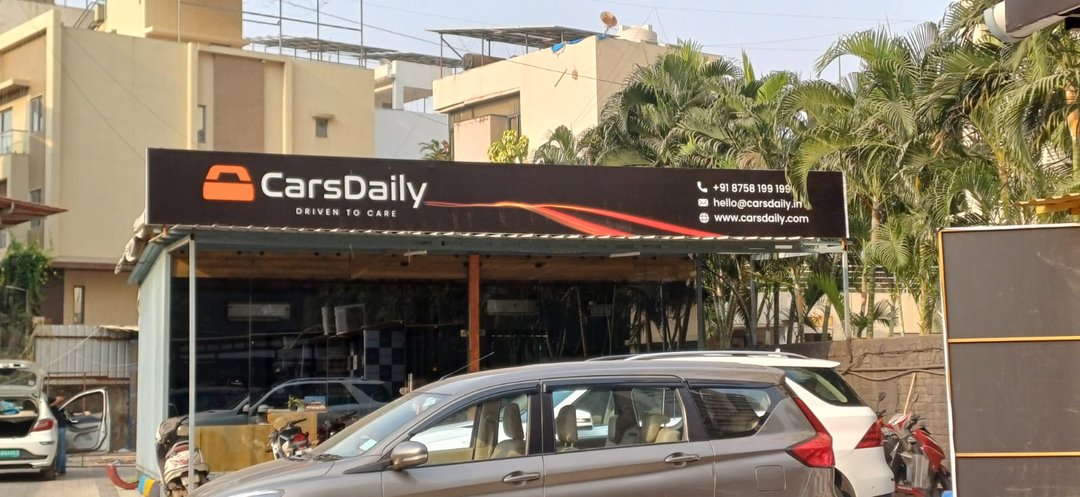 CarsDaily
DRIVEN TO CARE
+91 8758 199 199
hello@carsdaily.in
www.carsdaily.com